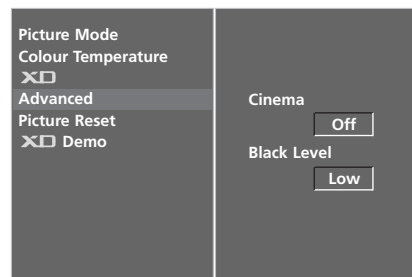 Picture Mode
Colour Temperature
XD
Advanced
Picture Reset
XD Demo
Cinema
Off
Black Level
Low